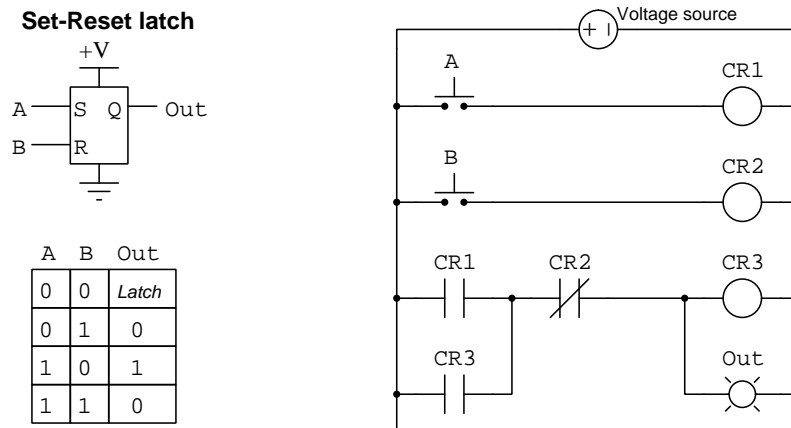 Set-Reset latch
+V
A S Q Out
B R
A B Out
0 0 Latch
0 1 0
1 0 1
1 1 0
+ - Voltage source
A CR1
B CR2
CR1 CR2 CR3
CR3 Out